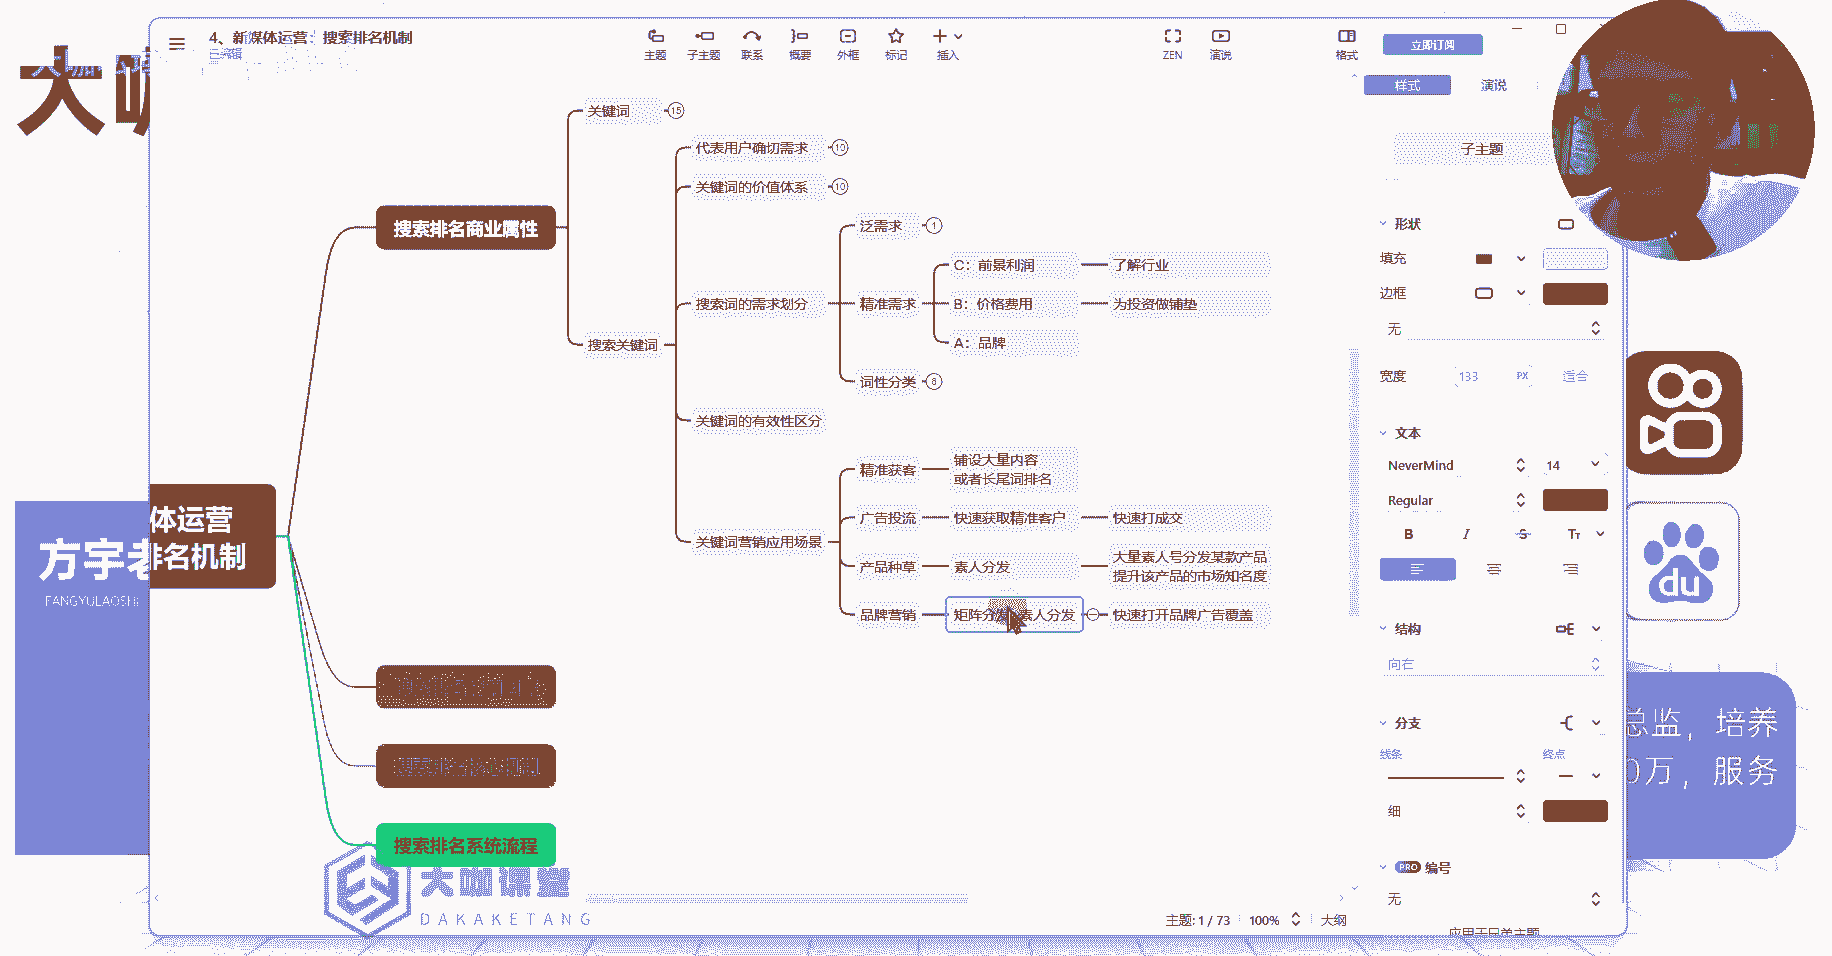 大咖
4、新媒体运营：搜索排名机制
已编辑
主题
子主题
联系
概要
外框
标记
插入
ZEN
演说
格式
立即订阅
样式
演说
子主题
形状
填充
边框
无
宽度
133
PX
适合
文本
NeverMind
14
Regular
B
I
S
Tт
结构
向右
分支
线条
终点
细
PRO
编号
无
应用于兄弟主题
体运营
排名机制
搜索排名商业属性
关键词
15
搜索关键词
代表用户确切需求
10
关键词的价值体系
10
搜索词的需求划分
泛需求
1
精准需求
C：前景利润
了解行业
B：价格费用
为投资做铺垫
A：品牌
词性分类
8
关键词的有效性区分
关键词营销应用场景
精准获客
铺设大量内容
或者长尾词排名
广告投流
快速获取精准客户
快速打成交
产品种草
素人分发
大量素人号分发某款产品
提升该产品的市场知名度
品牌营销
矩阵分发 素人分发
快速打开品牌广告覆盖
搜索排名系统流程
大咖课堂
DAKAKETANG
主题: 1 / 73
100%
大纲
方宇老
FANGYULAOSHI
du
总监，培养
0万，服务